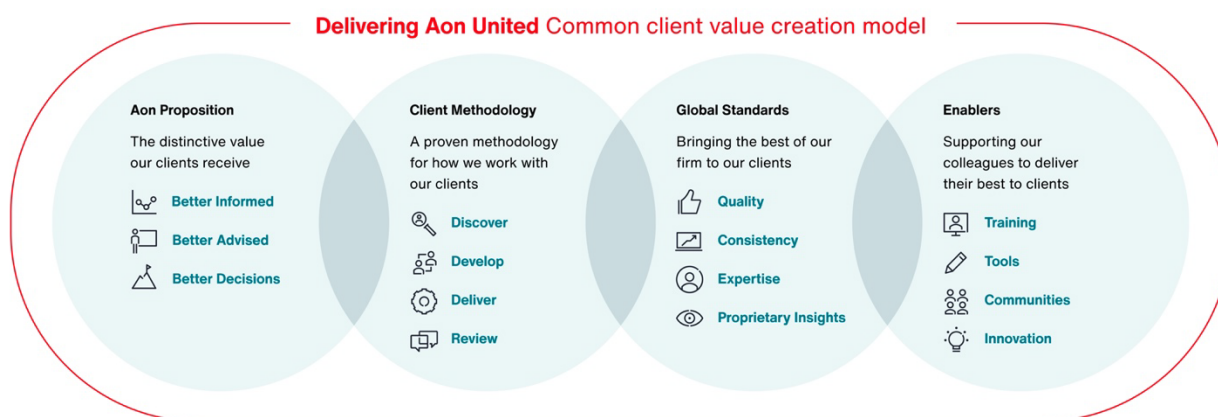 Delivering Aon United Common client value creation model
Aon Proposition
The distinctive value
our clients receive
Better Informed
Better Advised
Better Decisions
Client Methodology
A proven methodology
for how we work with
our clients
Discover
Develop
Deliver
Review
Global Standards
Bringing the best of our
firm to our clients
Quality
Consistency
Expertise
Proprietary Insights
Enablers
Supporting our
colleagues to deliver
their best to clients
Training
Tools
Communities
Innovation